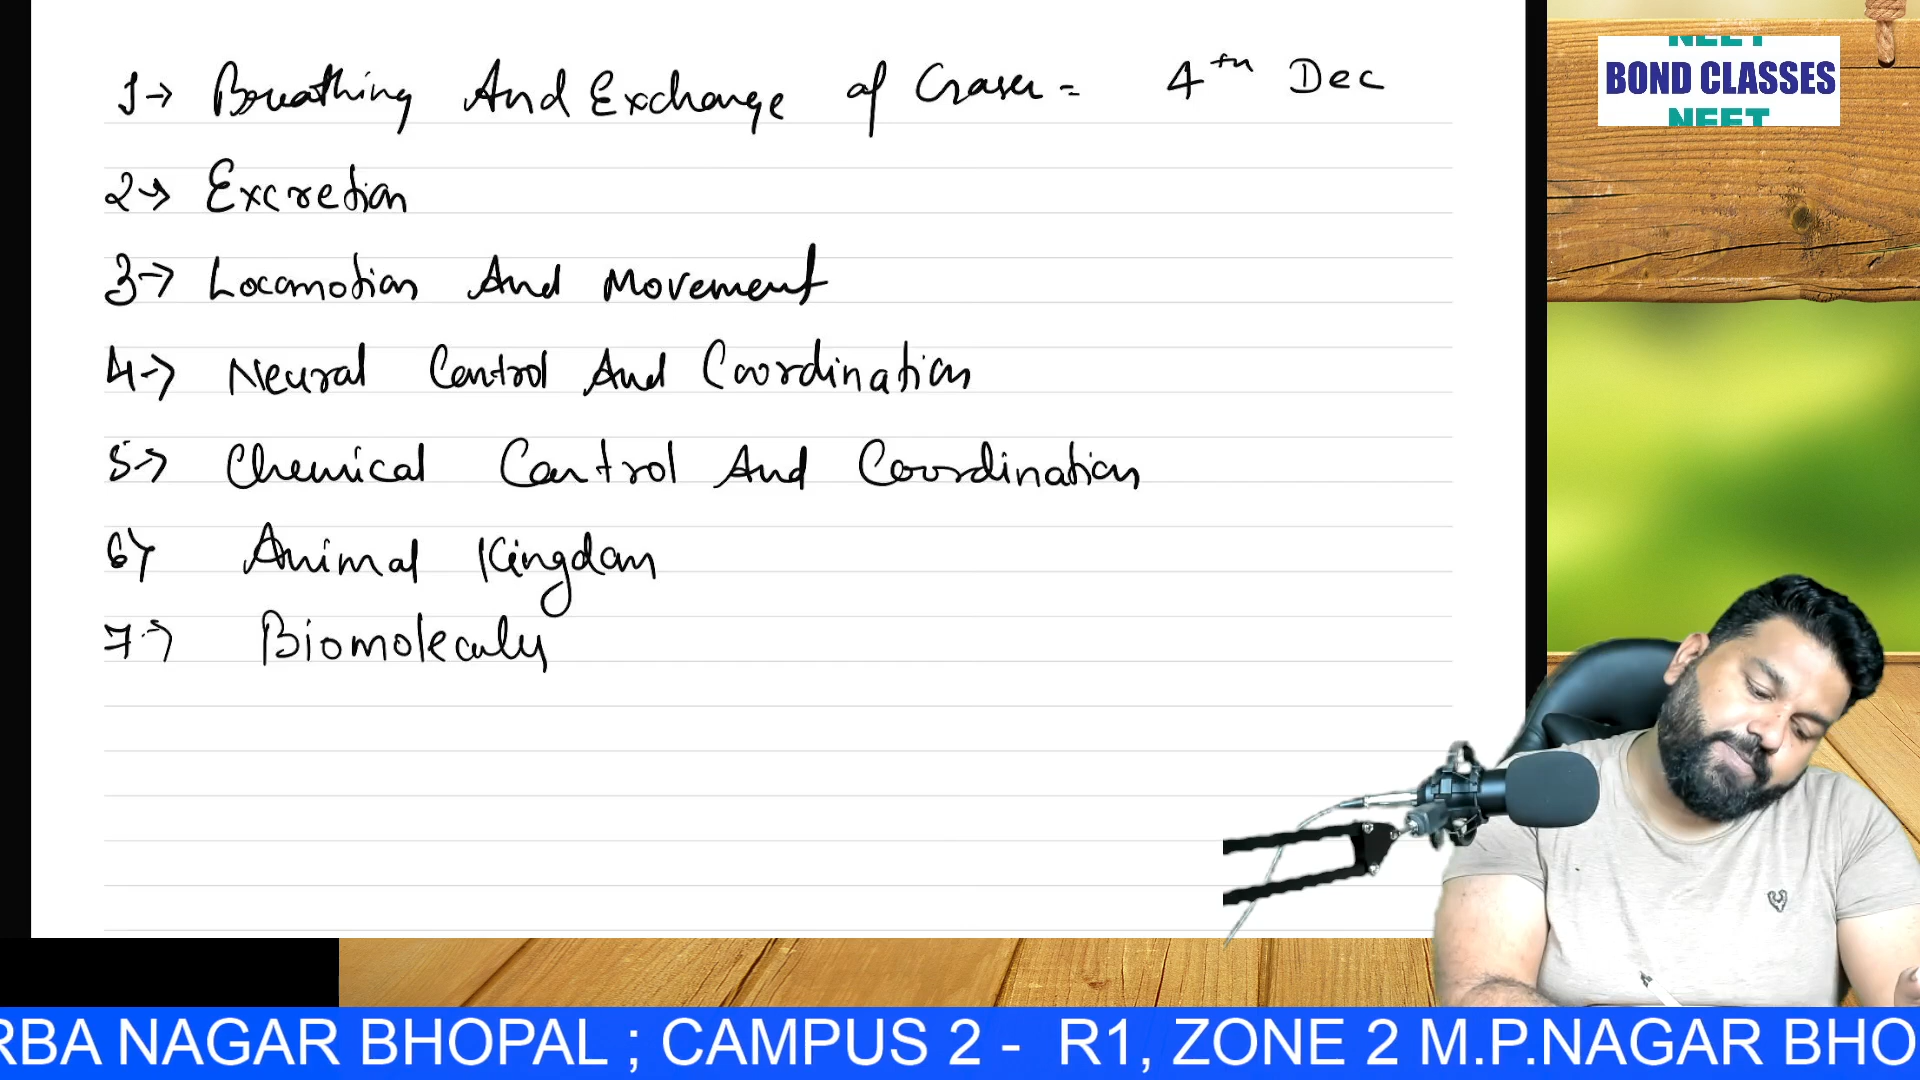 1→ Breathing And Exchange of Gases = 4th Dec
NEET
BOND CLASSES
NEET
2→ Excretion
3→ Locomotion And Movement
4→ Neural Control And Coordination
5→ Chemical Control And Coordination
6→ Animal Kingdom
7→ Biomolecules
RBA NAGAR BHOPAL ; CAMPUS 2 - R1, ZONE 2 M.P.NAGAR BHO